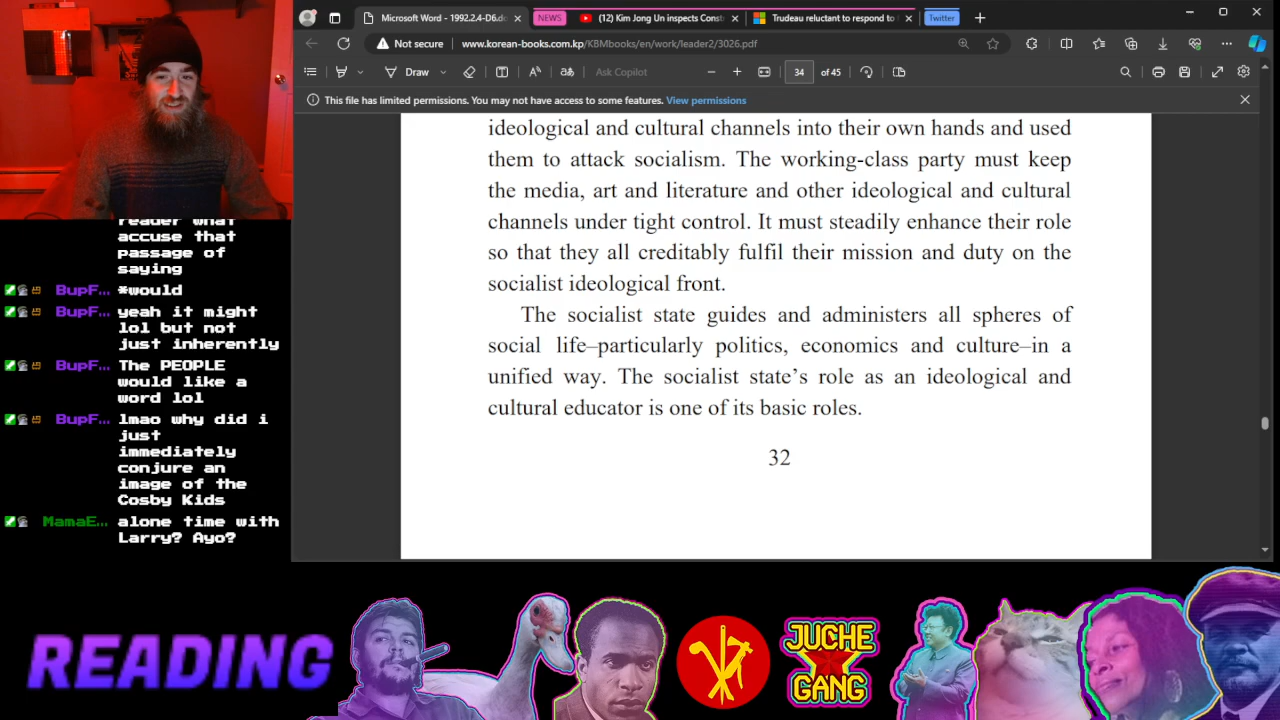 Microsoft Word - 1992.2.4-D6.do
NEWS
(12) Kim Jong Un inspects Const
Trudeau reluctant to respond to
Twitter
Not secure
www.korean-books.com.kp/KBMbooks/en/work/leader2/3026.pdf
Draw
Ask Copilot
34
of 45
This file has limited permissions. You may not have access to some features. View permissions
ideological and cultural channels into their own hands and used
them to attack socialism. The working-class party must keep
the media, art and literature and other ideological and cultural
channels under tight control. It must steadily enhance their role
so that they all creditably fulfil their mission and duty on the
socialist ideological front.
The socialist state guides and administers all spheres of
social life–particularly politics, economics and culture–in a
unified way. The socialist state's role as an ideological and
cultural educator is one of its basic roles.
32
reader what
accuse that
passage of
saying
BupF... *would
BupF... yeah it might
lol but not
just inherently
BupF... The PEOPLE
would like a
word lol
BupF... lmao why did i
just
immediately
conjure an
image of the
Cosby Kids
MamaE... alone time with
Larry? Ayo?
READING
JUCHE
GANG